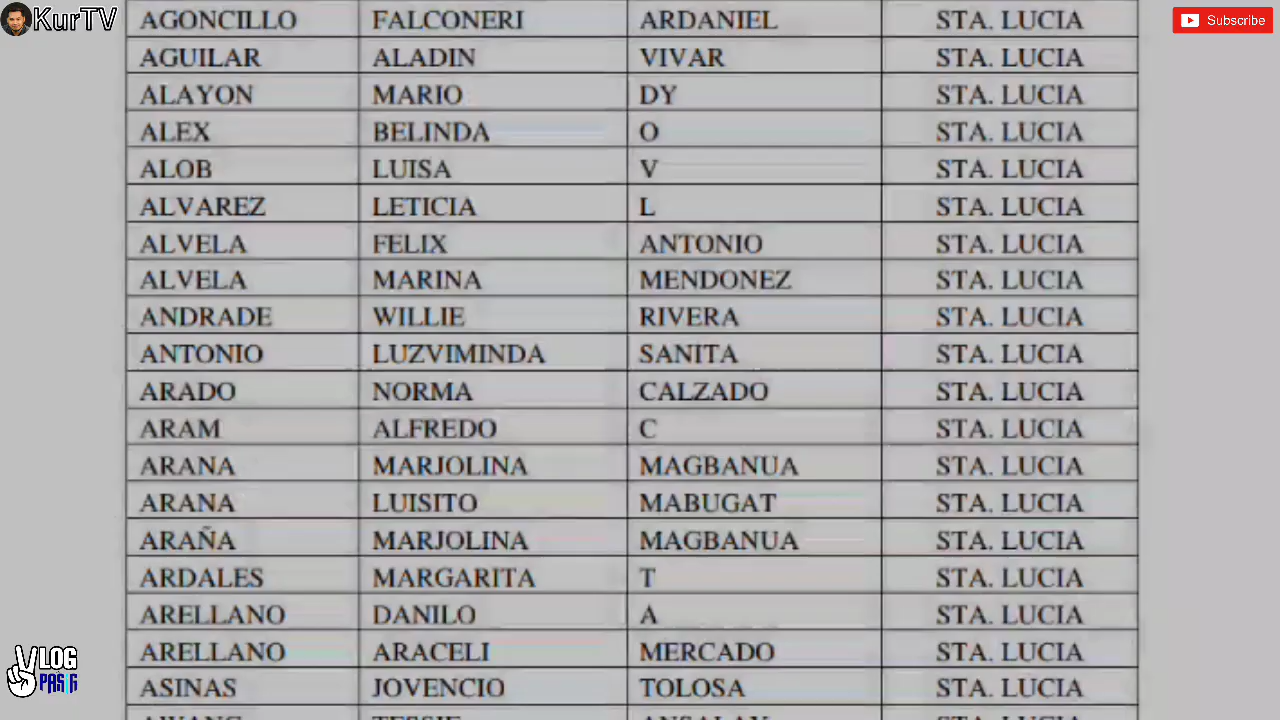 KurTV
Subscribe
AGONCILLO FALCONERI ARDANIEL STA. LUCIA
AGUILAR ALADIN VIVAR STA. LUCIA
ALAYON MARIO DY STA. LUCIA
ALEX BELINDA O STA. LUCIA
ALOB LUISA V STA. LUCIA
ALVAREZ LETICIA L STA. LUCIA
ALVELA FELIX ANTONIO STA. LUCIA
ALVELA MARINA MENDONEZ STA. LUCIA
ANDRADE WILLIE RIVERA STA. LUCIA
ANTONIO LUZVIMINDA SANITA STA. LUCIA
ARADO NORMA CALZADO STA. LUCIA
ARAM ALFREDO C STA. LUCIA
ARANA MARJOLINA MAGBANUA STA. LUCIA
ARANA LUISITO MABUGAT STA. LUCIA
ARAÑA MARJOLINA MAGBANUA STA. LUCIA
ARDALES MARGARITA T STA. LUCIA
ARELLANO DANILO A STA. LUCIA
ARELLANO ARACELI MERCADO STA. LUCIA
ASINAS JOVENCIO TOLOSA STA. LUCIA
VLOG
PASIG